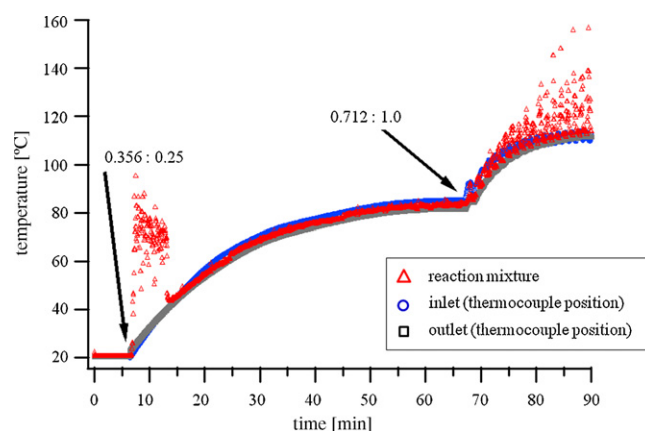 160
140
120
100
80
60
40
20
temperature [ºC]
0.356 : 0.25
0.712 : 1.0
reaction mixture
inlet (thermocouple position)
outlet (thermocouple position)
0 10 20 30 40 50 60 70 80 90
time [min]